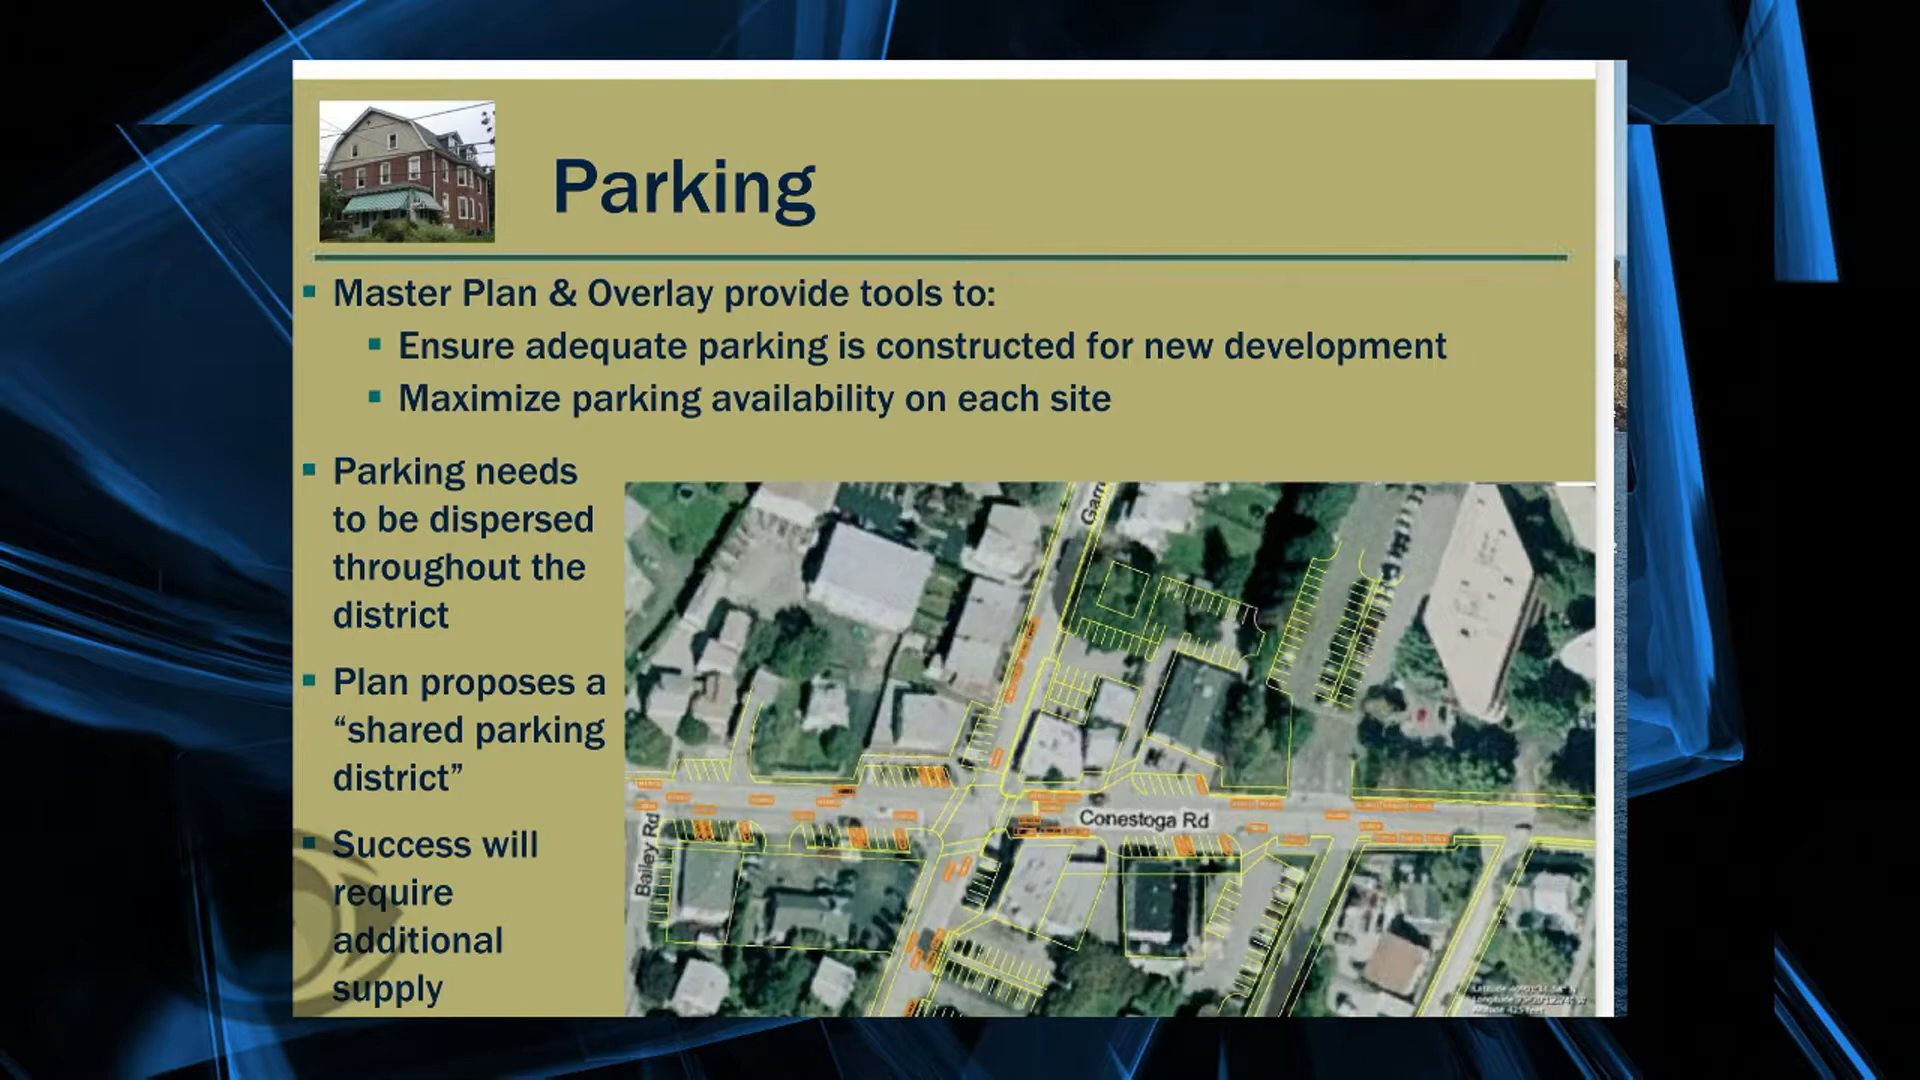 Parking
Master Plan & Overlay provide tools to:
Ensure adequate parking is constructed for new development
Maximize parking availability on each site
Parking needs
to be dispersed
throughout the
district
Plan proposes a
“shared parking
district”
Success will
require
additional
supply
Garr
Conestoga Rd
Bailey Rd